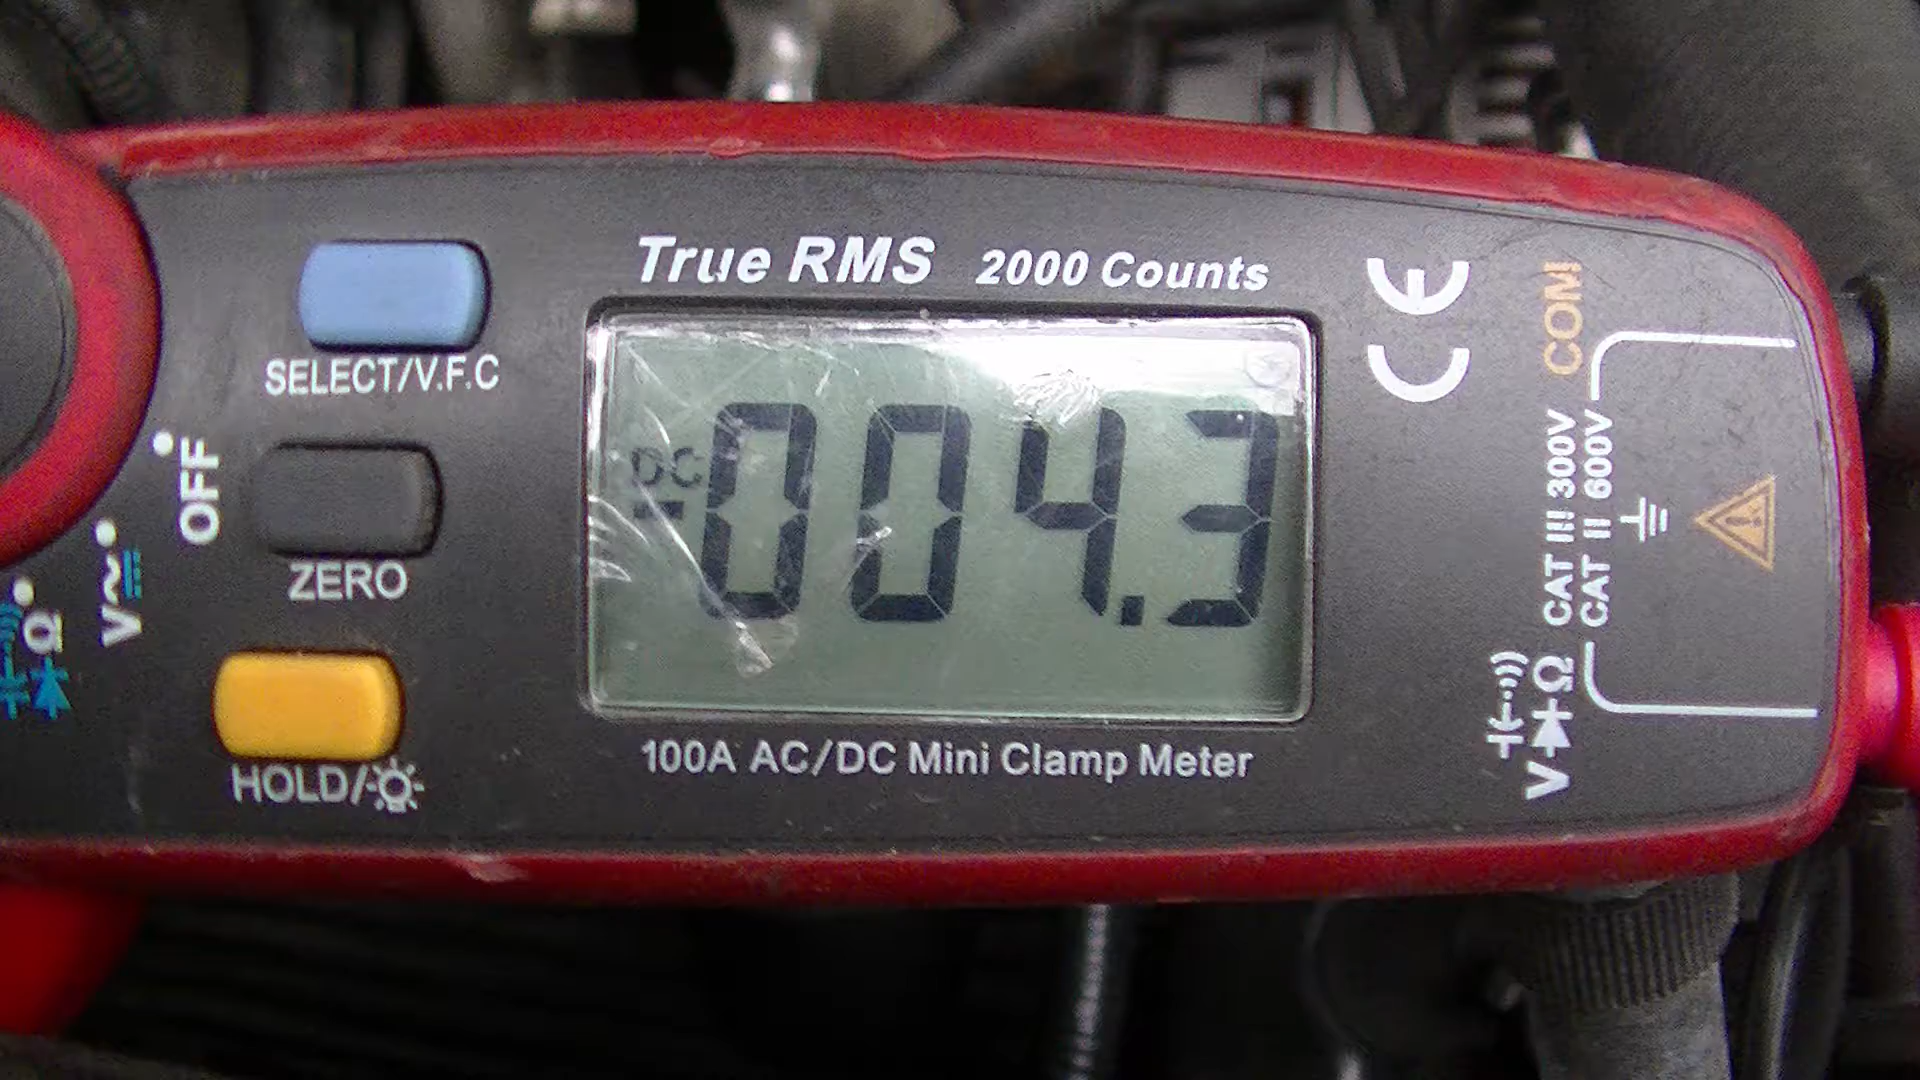 True RMS 2000 Counts
SELECT/V.F.C
OFF
ZERO
V
Ω
HOLD/
DC
-004.3
100A AC/DC Mini Clamp Meter
CE
COM
CAT III 300V
CAT II 600V
VΩ